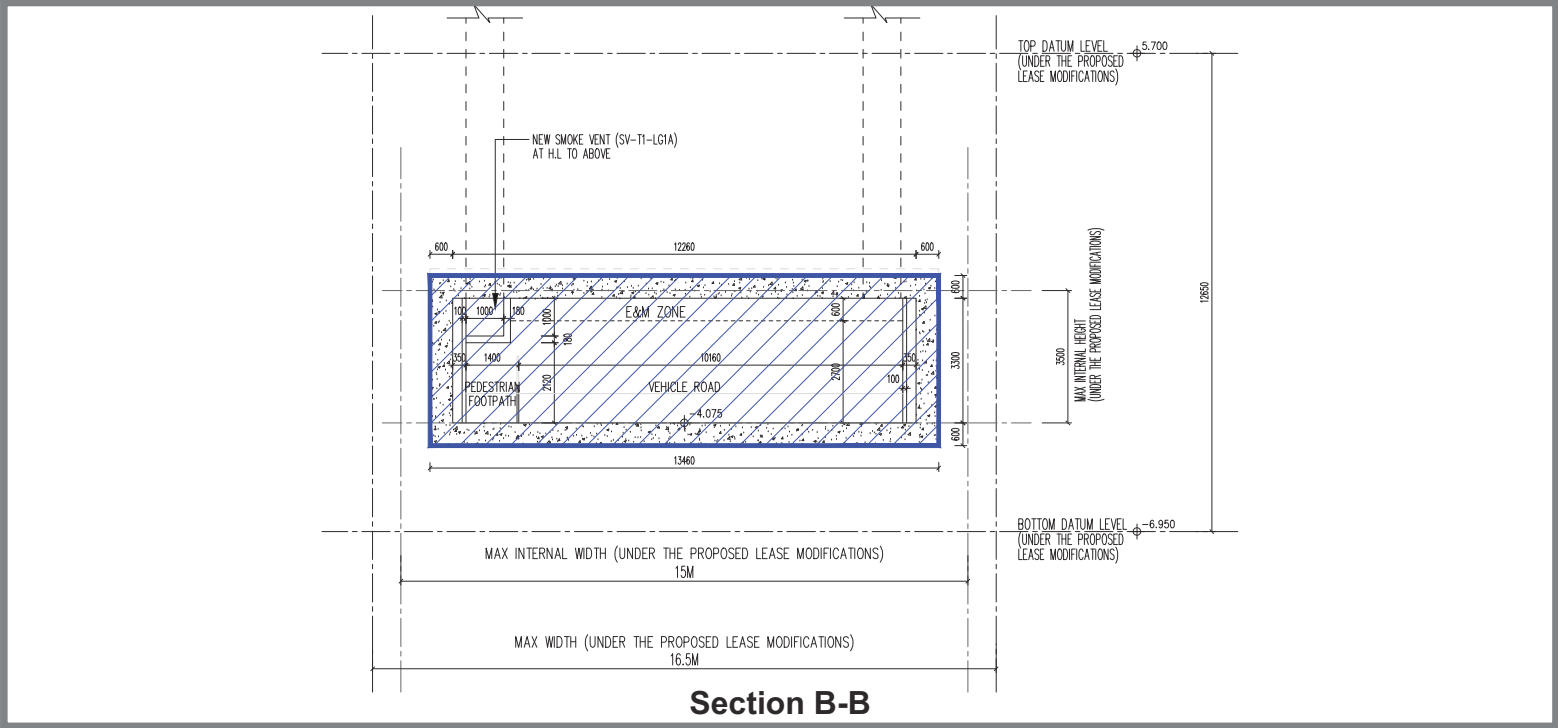 TOP DATUM LEVEL
(UNDER THE PROPOSED
LEASE MODIFICATIONS)
5.700
NEW SMOKE VENT (SV-T1-LG1A)
AT H.L TO ABOVE
600
12260
600
600
100
1000
180
1000
E&M ZONE
600
180
350
1400
10160
350
3300
3500
MAX INTERNAL HEIGHT
(UNDER THE PROPOSED LEASE MODIFICATIONS)
12650
PEDESTRIAN
FOOTPATH
2120
VEHICLE ROAD
2700
100
-4.075
600
13460
BOTTOM DATUM LEVEL
(UNDER THE PROPOSED
LEASE MODIFICATIONS)
-6.950
MAX INTERNAL WIDTH (UNDER THE PROPOSED LEASE MODIFICATIONS)
15M
MAX WIDTH (UNDER THE PROPOSED LEASE MODIFICATIONS)
16.5M
Section B-B